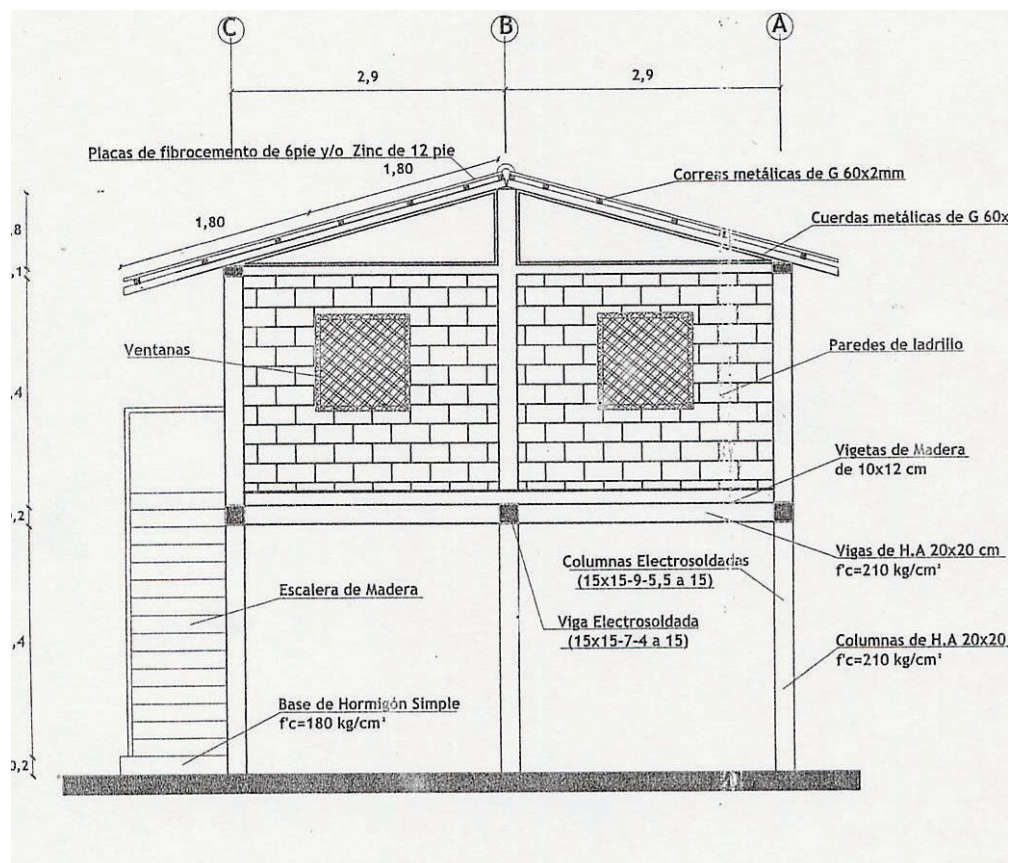 C
B
A
2,9
2,9
Placas de fibrocemento de 6pie y/o Zinc de 12 pie
1,80
1,80
Correas metálicas de G 60x2mm
Cuerdas metálicas de G 60x
,8
,1
,4
,2
,4
0,2
Ventanas
Paredes de ladrillo
Vigetas de Madera
de 10x12 cm
Vigas de H.A 20x20 cm
f'c=210 kg/cm²
Columnas Electrosoldadas
(15x15-9-5,5 a 15)
Escalera de Madera
Viga Electrosoldada
(15x15-7-4 a 15)
Columnas de H.A 20x20
f'c=210 kg/cm²
Base de Hormigón Simple
f'c=180 kg/cm²